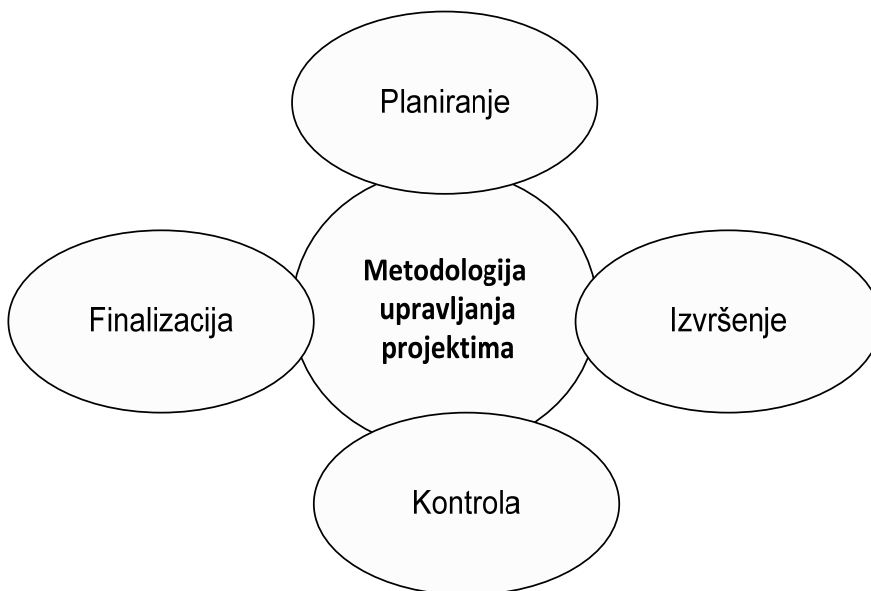 Planiranje
Metodologija
upravljanja
projektima
Finalizacija
Izvršenje
Kontrola